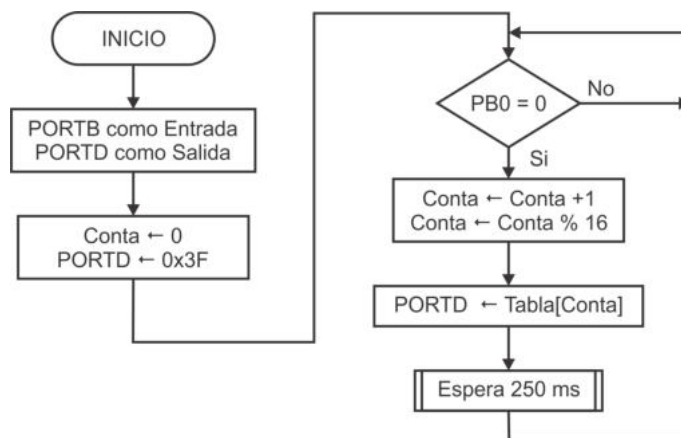 INICIO
PORTB como Entrada
PORTD como Salida
Conta ← 0
PORTD ← 0x3F
PB0 = 0
No
Si
Conta ← Conta +1
Conta ← Conta % 16
PORTD ← Tabla[Conta]
Espera 250 ms